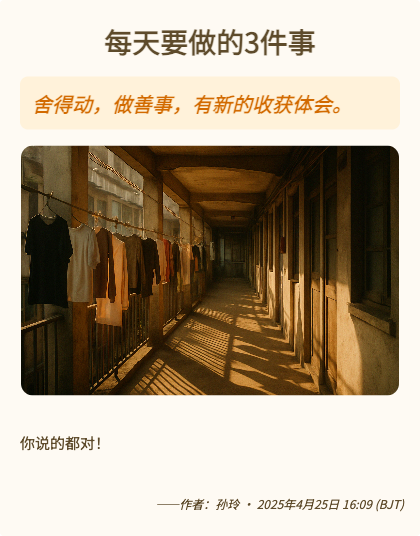 每天要做的3件事
舍得动，做善事，有新的收获体会。
你说的都对！
——作者：孙玲 · 2025年4月25日 16:09 (BJT)